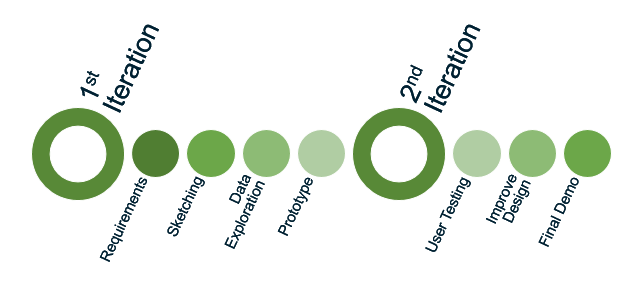 1st
Iteration
Requirements
Sketching
Data
Exploration
Prototype
2nd
Iteration
User Testing
Improve
Design
Final Demo